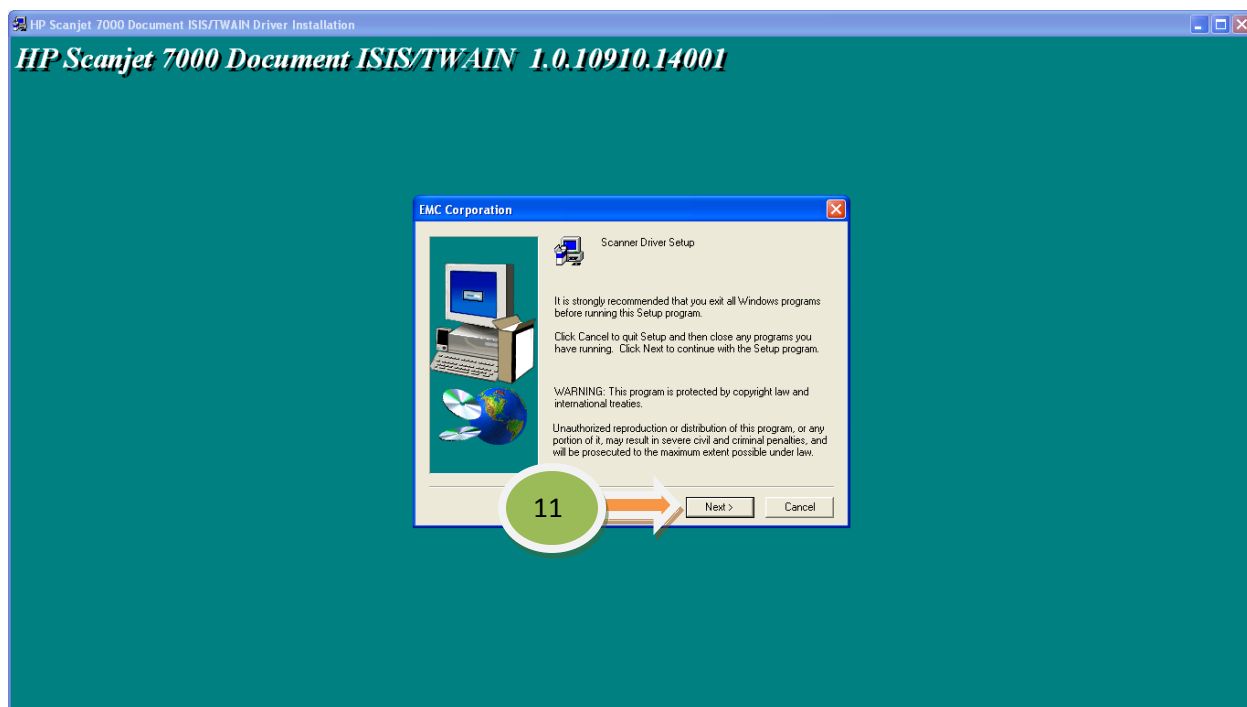 HP Scanjet 7000 Document ISIS/TWAIN Driver Installation
HP Scanjet 7000 Document ISIS/TWAIN 1.0.10910.14001
EMC Corporation
Scanner Driver Setup
It is strongly recommended that you exit all Windows programs
before running this Setup program.
Click Cancel to quit Setup and then close any programs you
have running. Click Next to continue with the Setup program.
WARNING: This program is protected by copyright law and
international treaties.
Unauthorized reproduction or distribution of this program, or any
portion of it, may result in severe civil and criminal penalties, and
will be prosecuted to the maximum extent possible under law.
11
Next >
Cancel